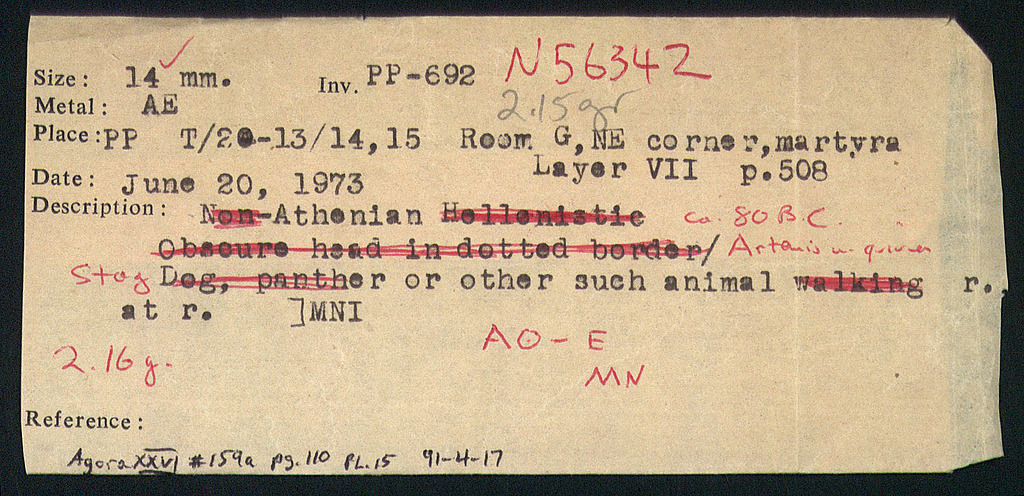 Size: 14 mm. Inv. PP-692 N56342
Metal: AE 2.15gr
Place: PP T/20-13/14,15 Room G,NE corner,martyra
Layer VII p.508
Date: June 20, 1973
Description: Non-Athenian Hellenistic ca. 80 B.C.
Obscure head in dotted border/ Artemis w. quiver
Stag Dog, panther or other such animal walking r.,
at r. ]MNI
AO-E
2.16 g.
MN
Reference:
Agora XXVI #159a pg.110 PL.15 91-4-17